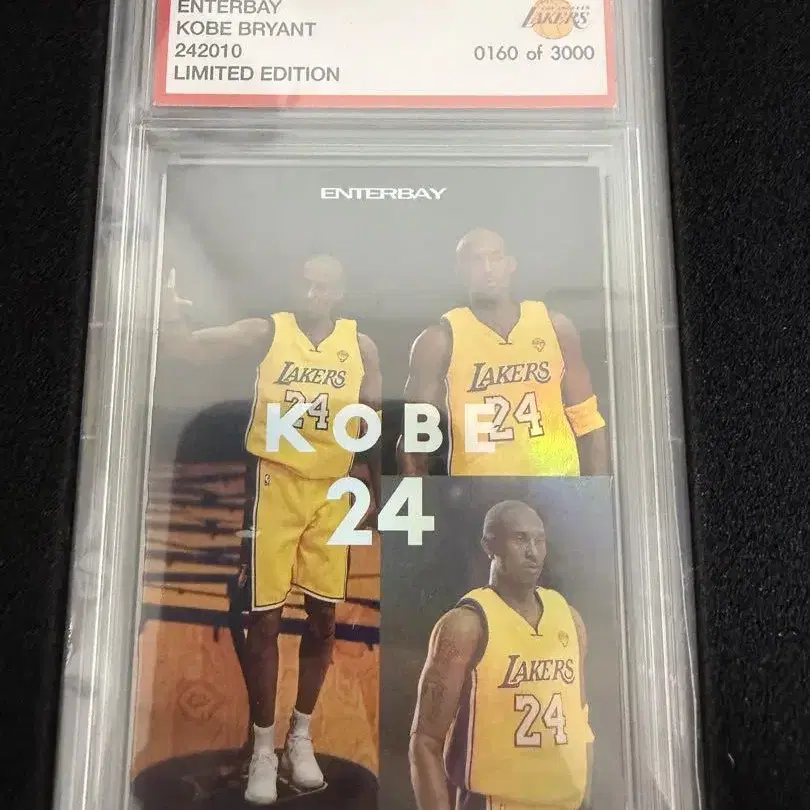 ENTERBAY
KOBE BRYANT
242010
LIMITED EDITION
LAKERS
0160 of 3000
ENTERBAY
LAKERS
24
LAKERS
24
KOBE
24
LAKERS
24